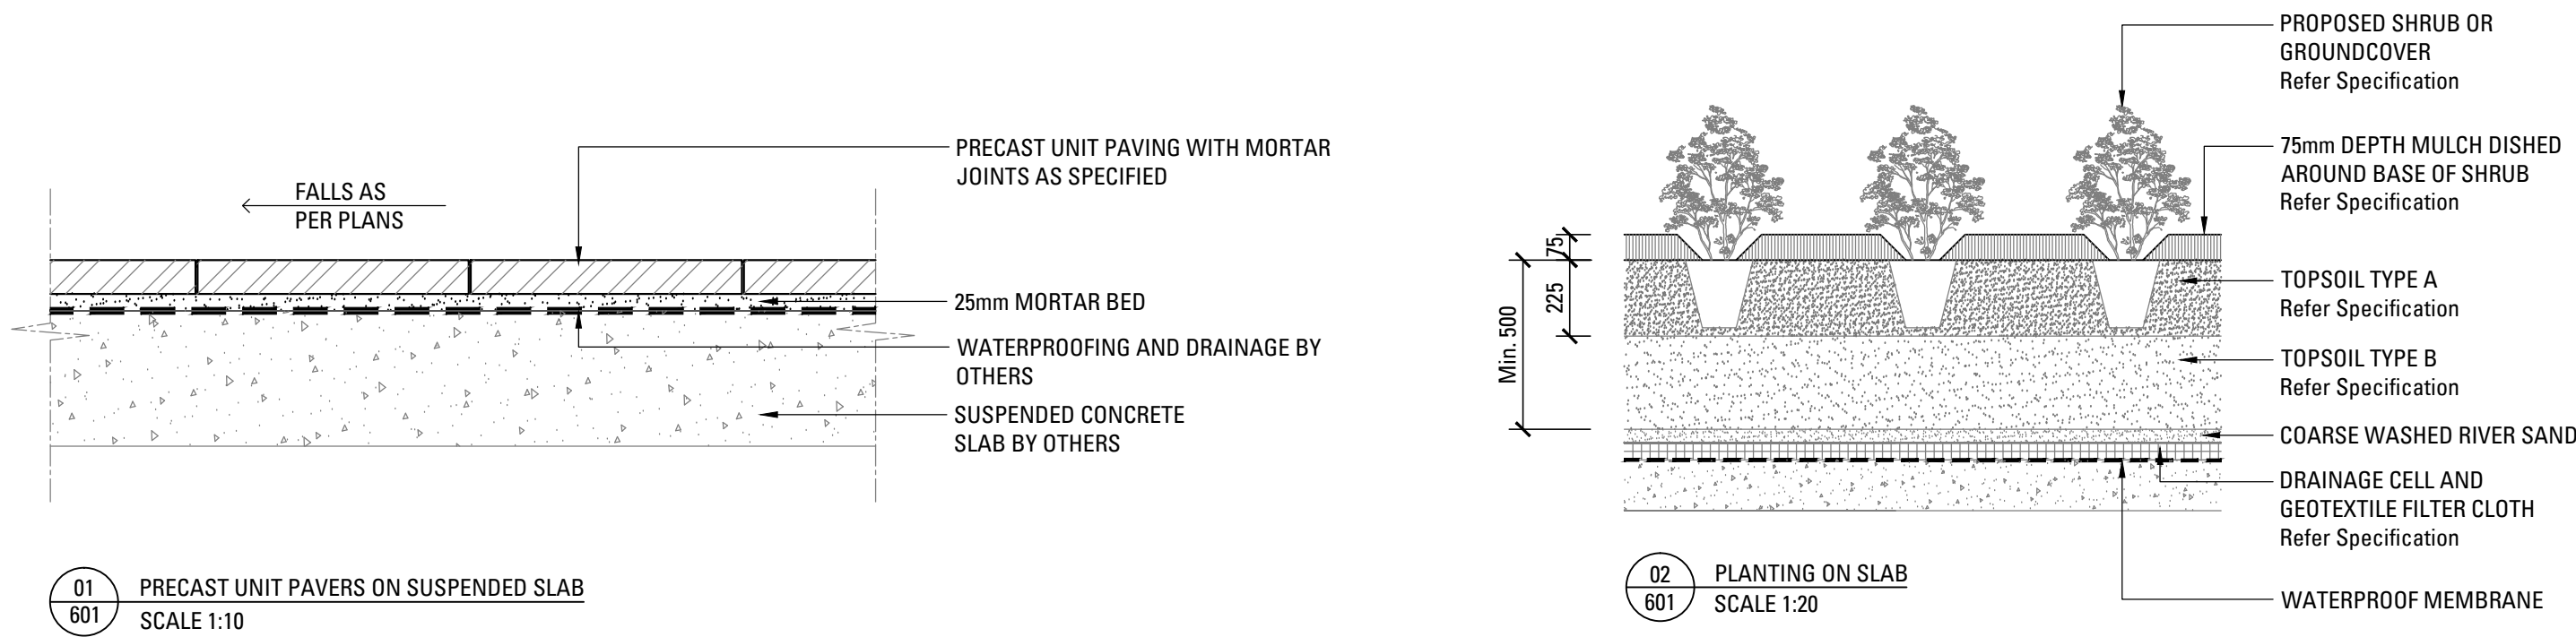 FALLS AS
PER PLANS
PRECAST UNIT PAVING WITH MORTAR
JOINTS AS SPECIFIED
25mm MORTAR BED
WATERPROOFING AND DRAINAGE BY
OTHERS
SUSPENDED CONCRETE
SLAB BY OTHERS
01
601
PRECAST UNIT PAVERS ON SUSPENDED SLAB
SCALE 1:10
PROPOSED SHRUB OR
GROUNDCOVER
Refer Specification
75mm DEPTH MULCH DISHED
AROUND BASE OF SHRUB
Refer Specification
75
225
Min. 500
TOPSOIL TYPE A
Refer Specification
TOPSOIL TYPE B
Refer Specification
COARSE WASHED RIVER SAND
DRAINAGE CELL AND
GEOTEXTILE FILTER CLOTH
Refer Specification
WATERPROOF MEMBRANE
02
601
PLANTING ON SLAB
SCALE 1:20